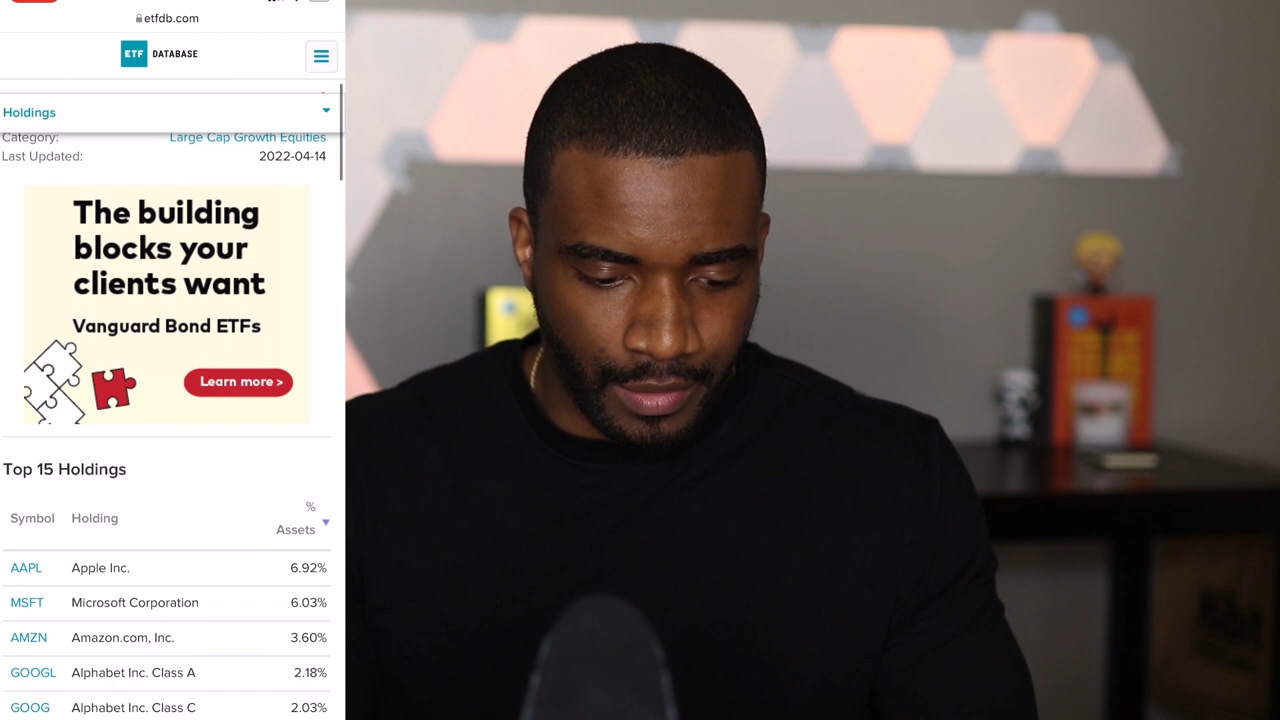 etfdb.com
ETF DATABASE
Holdings
Category: Large Cap Growth Equities
Last Updated: 2022-04-14
The building
blocks your
clients want
Vanguard Bond ETFs
Learn more >
Top 15 Holdings
Symbol Holding % Assets
AAPL Apple Inc. 6.92%
MSFT Microsoft Corporation 6.03%
AMZN Amazon.com, Inc. 3.60%
GOOGL Alphabet Inc. Class A 2.18%
GOOG Alphabet Inc. Class C 2.03%